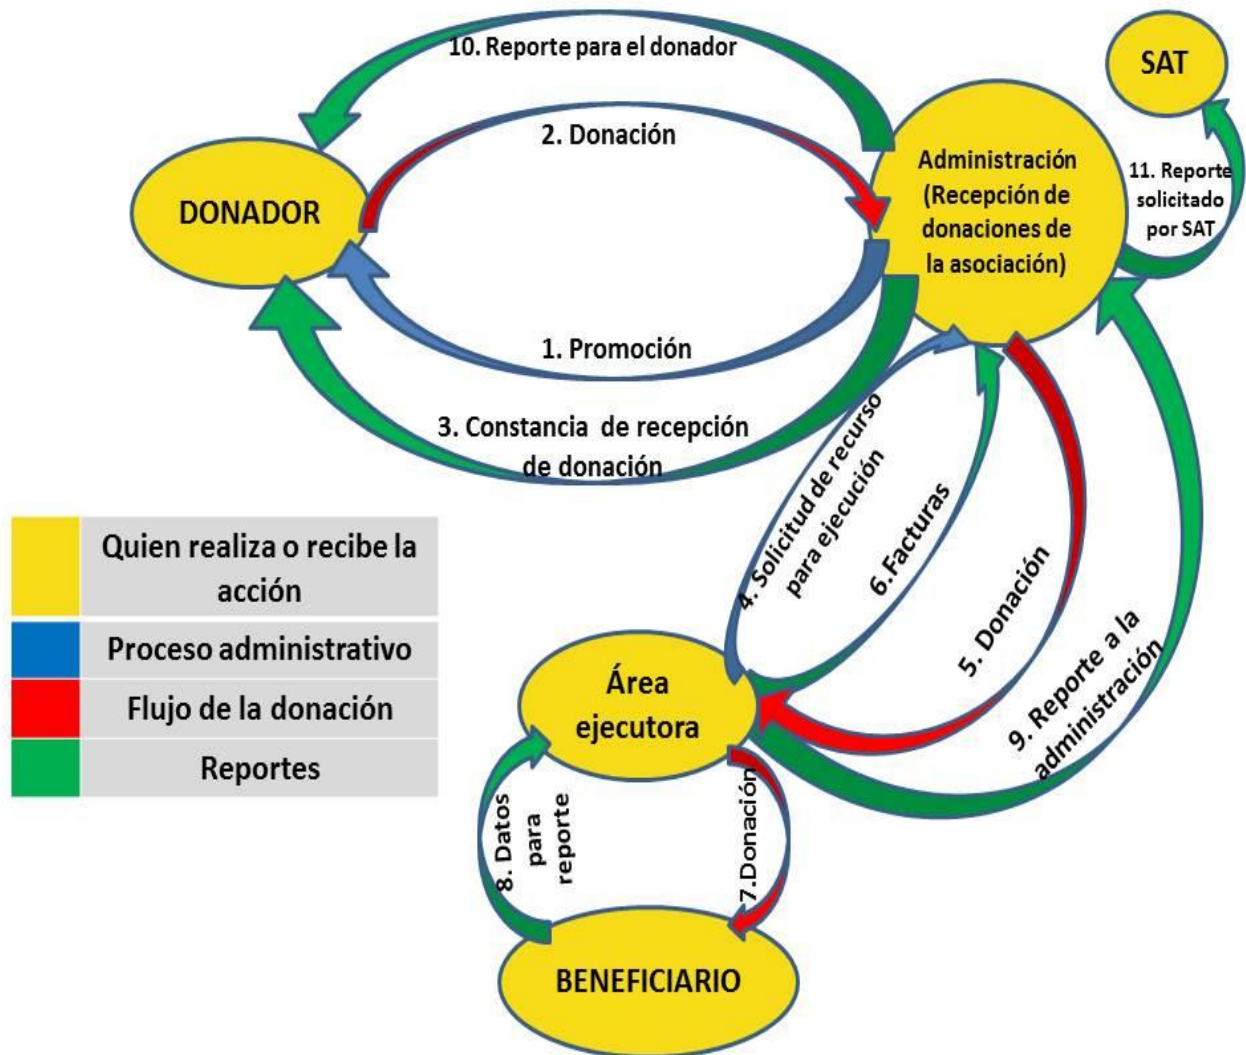 10. Reporte para el donador
SAT
2. Donación
DONADOR
Administración
(Recepción de
donaciones de
la asociación)
11. Reporte
solicitado
por SAT
1. Promoción
3. Constancia de recepción
de donación
4. Solicitud de recurso
para ejecución
6.Facturas
5. Donación
9. Reporte a la
administración
Quien realiza o recibe la
acción
Proceso administrativo
Flujo de la donación
Reportes
Área
ejecutora
8. Datos
para
reporte
7.Donación
BENEFICIARIO